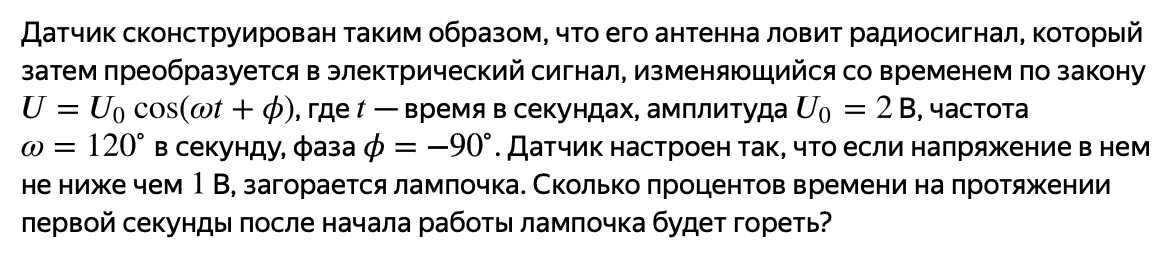 Датчик сконструирован таким образом, что его антенна ловит радиосигнал, который
затем преобразуется в электрический сигнал, изменяющийся со временем по закону
U = U₀ cos(ωt + ϕ), где t — время в секундах, амплитуда U₀ = 2 В, частота
ω = 120° в секунду, фаза ϕ = −90°. Датчик настроен так, что если напряжение в нем
не ниже чем 1 В, загорается лампочка. Сколько процентов времени на протяжении
первой секунды после начала работы лампочка будет гореть?